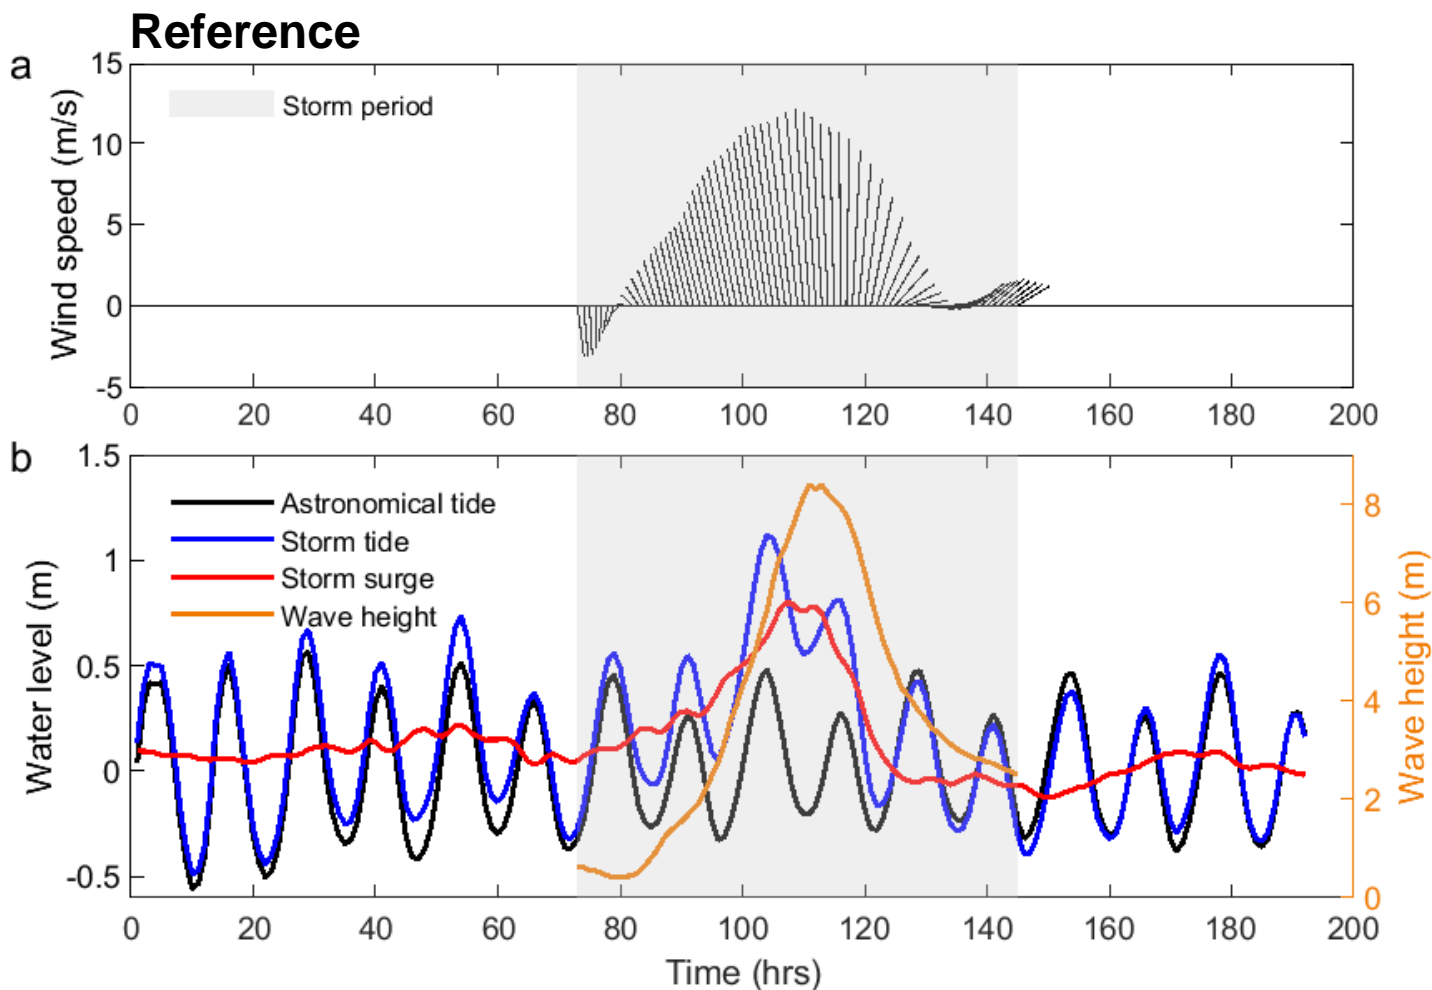 Reference
a
Wind speed (m/s)
15
10
5
0
-5
Storm period
0 20 40 60 80 100 120 140 160 180 200
b
Water level (m)
1.5
1
0.5
0
-0.5
Astronomical tide
Storm tide
Storm surge
Wave height
8
6
4
2
0
Wave height (m)
0 20 40 60 80 100 120 140 160 180 200
Time (hrs)